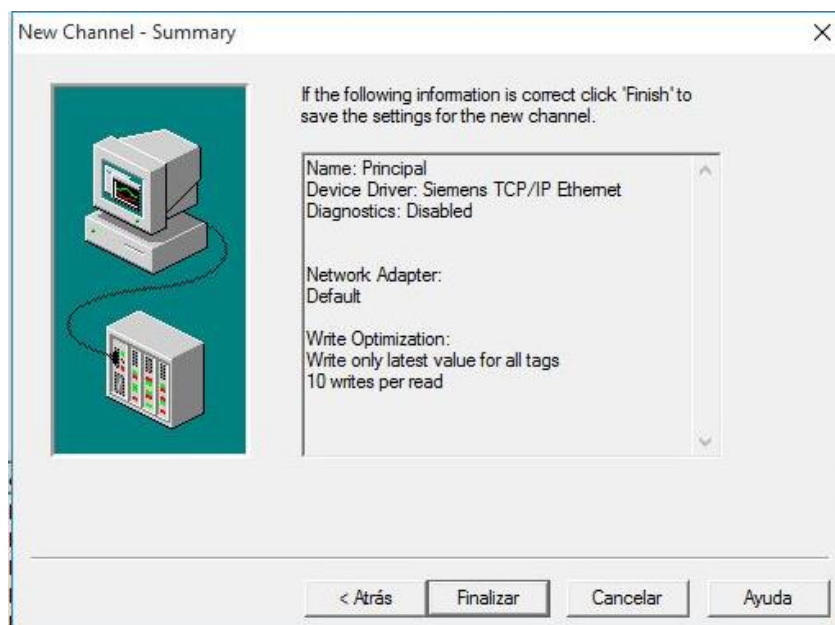 New Channel - Summary
If the following information is correct click 'Finish' to
save the settings for the new channel.
Name: Principal
Device Driver: Siemens TCP/IP Ethernet
Diagnostics: Disabled
Network Adapter:
Default
Write Optimization:
Write only latest value for all tags
10 writes per read
< Atrás
Finalizar
Cancelar
Ayuda